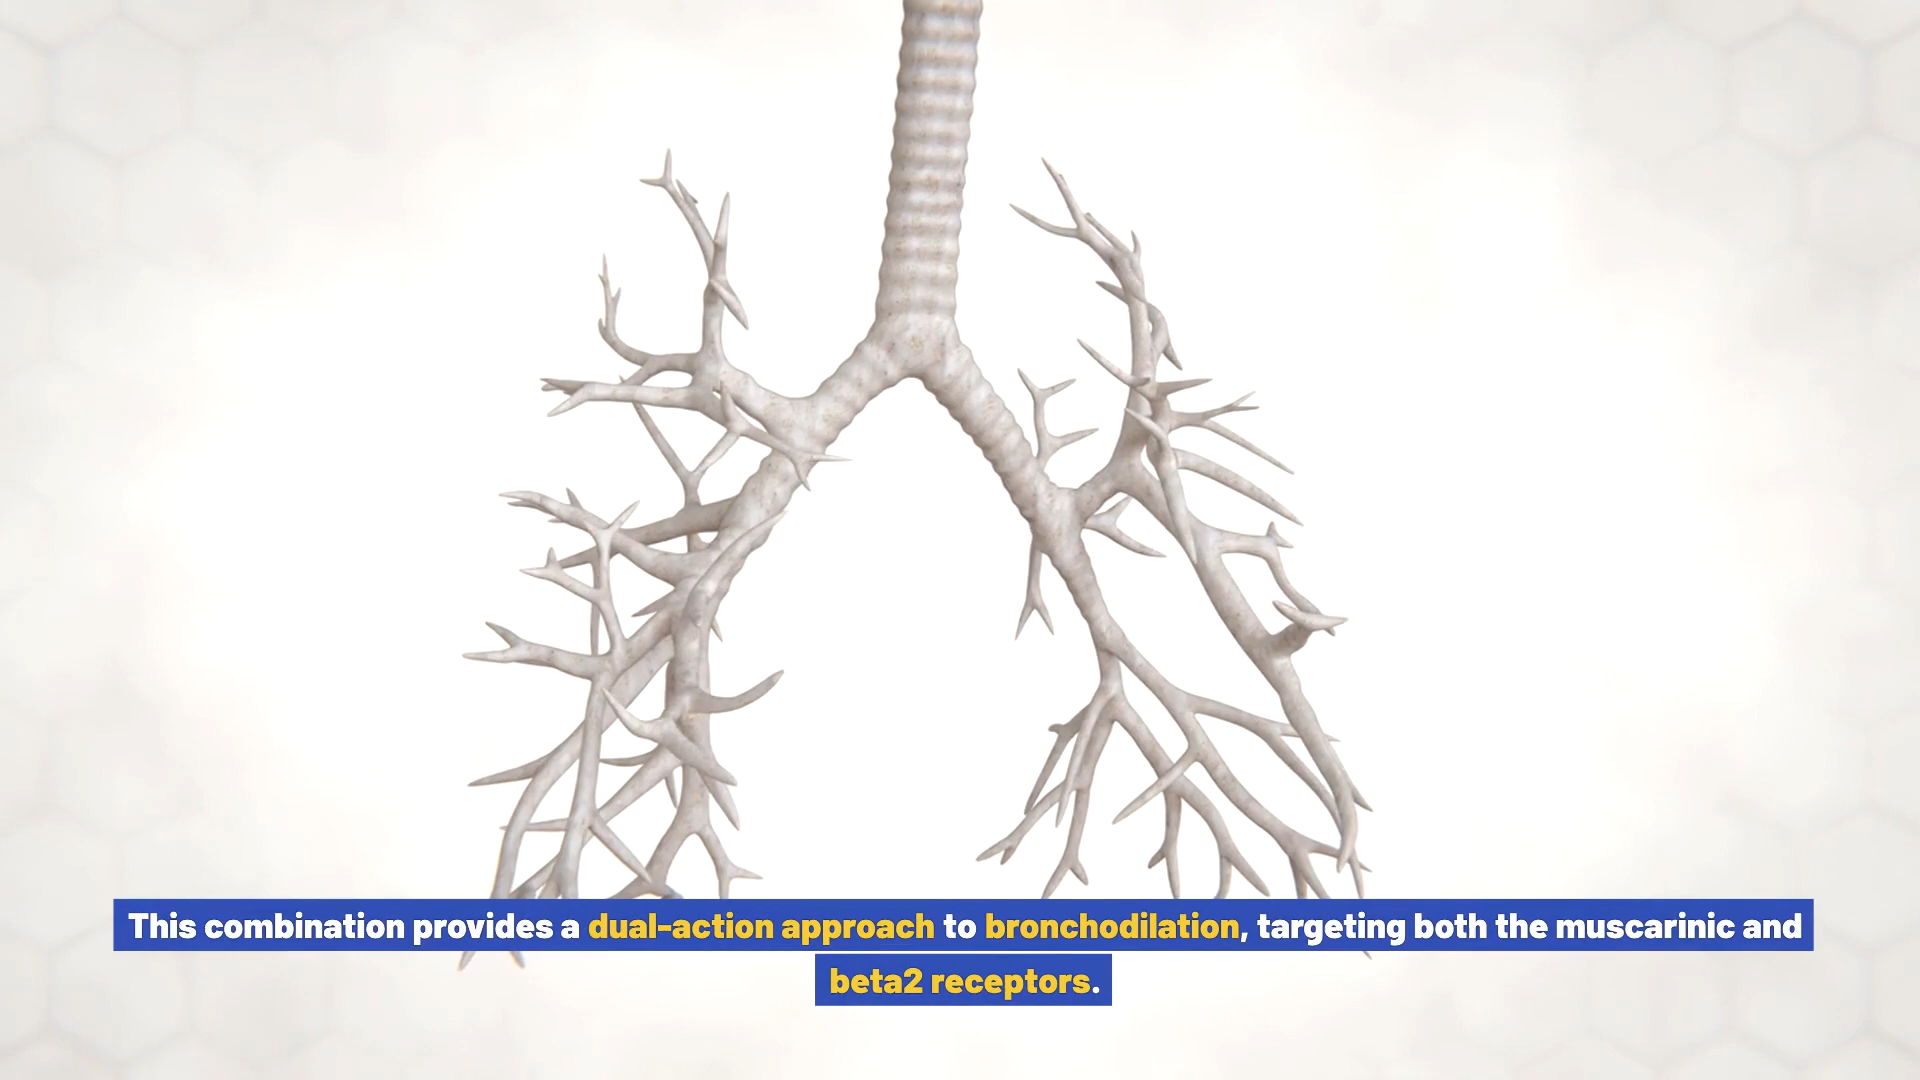 This combination provides a dual-action approach to bronchodilation, targeting both the muscarinic and
beta2 receptors.